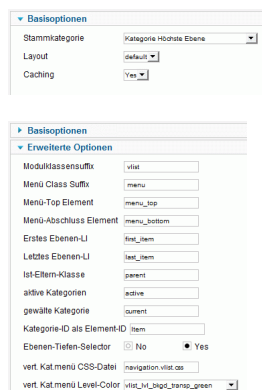 Basisoptionen
Stammkategorie Kategorie Höchste Ebene
Layout default
Caching Yes
Basisoptionen
Erweiterte Optionen
Modulklassensuffix vlist
Menü Class Suffix menu
Menü-Top Element menu_top
Menü-Abschluss Element menu_bottom
Erstes Ebenen-LI first_item
Letztes Ebenen-LI last_item
Ist-Eltern-Klasse parent
aktive Kategorien active
gewälte Kategorie current
Kategorie-ID als Element-ID Item
Ebenen-Tiefen-Selector No Yes
vert. Kat.menü CSS-Datei navigation.vlist.css
vert. Kat.menü Level-Color vlist_lvl_bkgd_transp_green